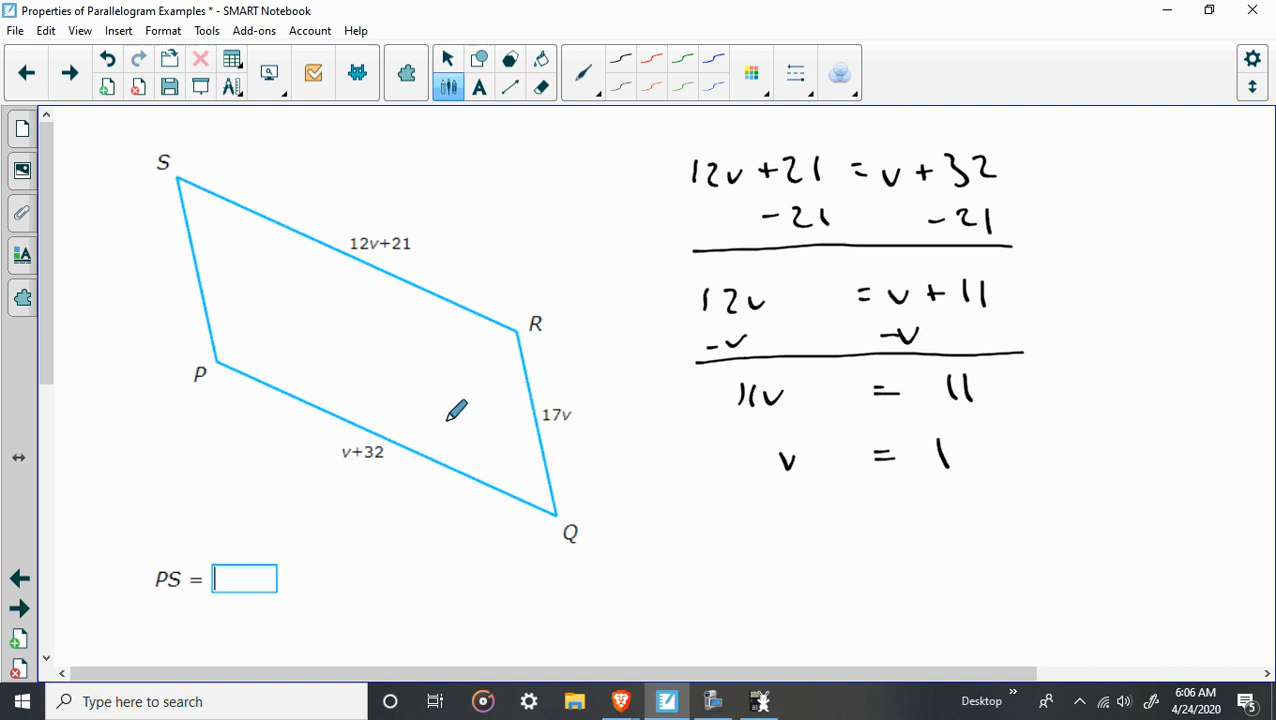 Properties of Parallelogram Examples * - SMART Notebook
File Edit View Insert Format Tools Add-ons Account Help
S
12v+21
R
P
17v
v+32
Q
PS =
12v +21 = v + 32
-21 -21
12v = v + 11
-v -v
11v = 11
v = 1
Type here to search
Desktop
6:06 AM
4/24/2020
5